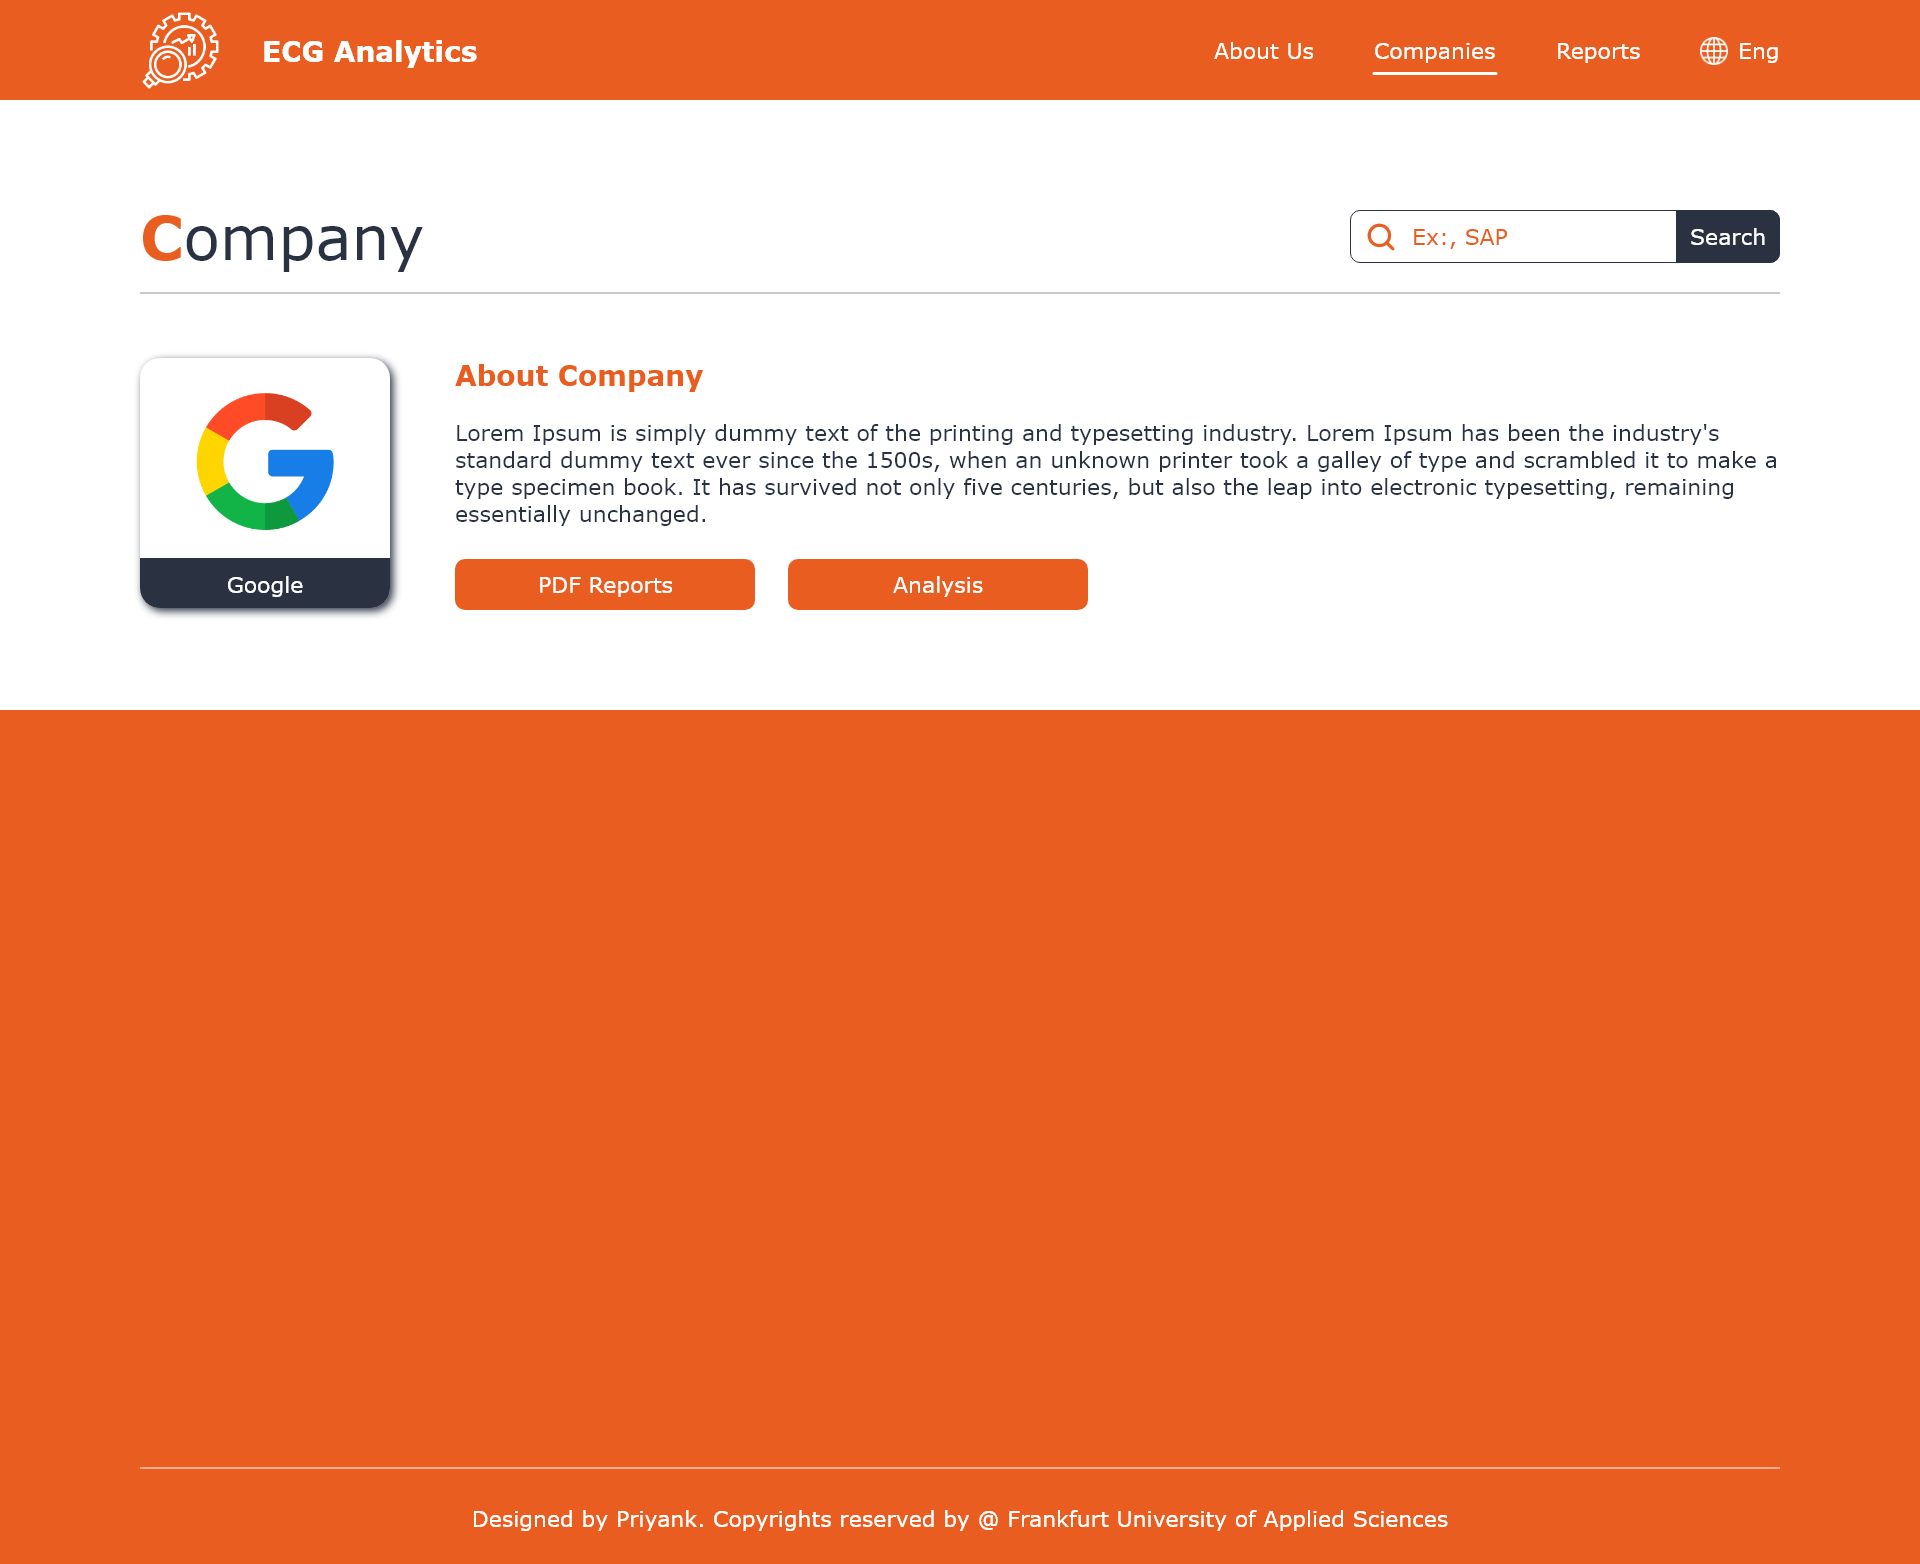 ECG Analytics
About Us
Companies
Reports
Eng
Company
Ex:, SAP
Search
About Company
Lorem Ipsum is simply dummy text of the printing and typesetting industry. Lorem Ipsum has been the industry's
standard dummy text ever since the 1500s, when an unknown printer took a galley of type and scrambled it to make a
type specimen book. It has survived not only five centuries, but also the leap into electronic typesetting, remaining
essentially unchanged.
Google
PDF Reports
Analysis
Designed by Priyank. Copyrights reserved by @ Frankfurt University of Applied Sciences